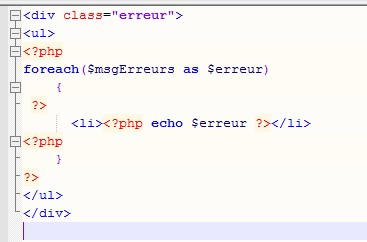 <div class="erreur">
<ul>
<?php
foreach($msgErreurs as $erreur)
{
?>
<li><?php echo $erreur ?></li>
<?php
}
?>
</ul>
</div>